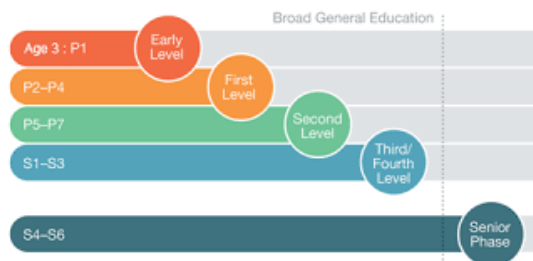 Broad General Education
Age 3 : P1
Early
Level
P2–P4
First
Level
P5–P7
Second
Level
S1–S3
Third/
Fourth
Level
S4–S6
Senior
Phase